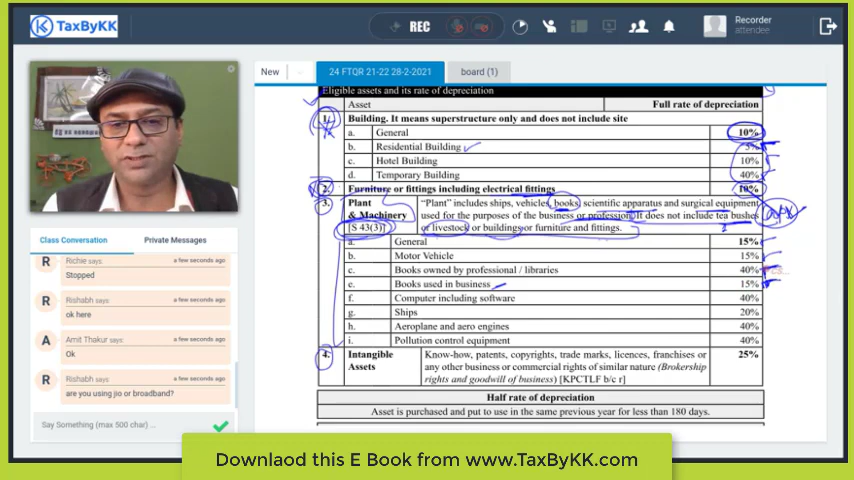 TaxByKK
REC
Recorder
attendee
New
24 FTQR 21-22 28-2-2021
board (1)
Eligible assets and its rate of depreciation
Asset Full rate of depreciation
1. Building. It means superstructure only and does not include site
a. General 10%
b. Residential Building 5%
c. Hotel Building 10%
d. Temporary Building 40%
2. Furniture or fittings including electrical fittings 10%
3. Plant & Machinery [S 43(3)]
"Plant" includes ships, vehicles, books, scientific apparatus and surgical equipment
used for the purposes of the business or profession. It does not include tea bushes
or livestock or buildings or furniture and fittings.
a. General 15%
b. Motor Vehicle 15%
c. Books owned by professional / libraries 40%
e. Books used in business 15%
f. Computer including software 40%
g. Ships 20%
h. Aeroplane and aero engines 40%
i. Pollution control equipment 40%
4. Intangible Assets
Know-how, patents, copyrights, trade marks, licences, franchises or
any other business or commercial rights of similar nature (Brokership
rights and goodwill of business) [KPCTLF b/c r]
25%
Half rate of depreciation
Asset is purchased and put to use in the same previous year for less than 180 days.
Class Conversation
Private Messages
R Richie says: a few seconds ago
Stopped
R Rishabh says: a few seconds ago
ok here
A Amit Thakur says: a few seconds ago
Ok
R Rishabh says: a few seconds ago
are you using jio or broadband?
Say Something (max 500 char) ...
Downlaod this E Book from www.TaxByKK.com